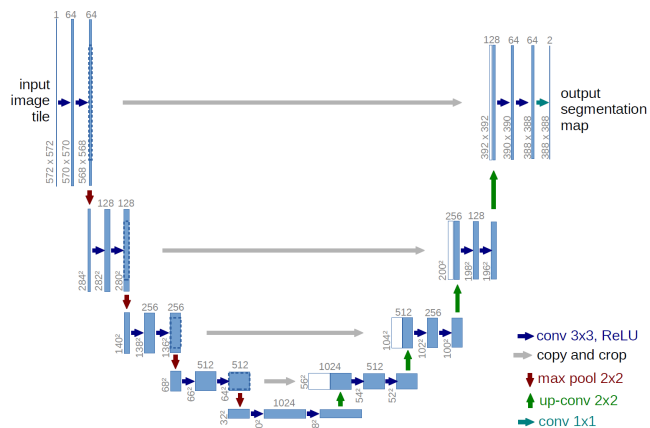 1 64 64
128 64 64 2
input
image
tile
output
segmentation
map
572 x 572
570 x 570
568 x 568
392 x 392
390 x 390
388 x 388
388 x 388
128 128
256 128
284²
282²
280²
200²
198²
196²
256 256
512 256
140²
138²
136²
104²
102²
100²
512 512
1024 512
68²
66²
64²
56²
54²
52²
1024
32²
0²
8²
conv 3x3, ReLU
copy and crop
max pool 2x2
up-conv 2x2
conv 1x1